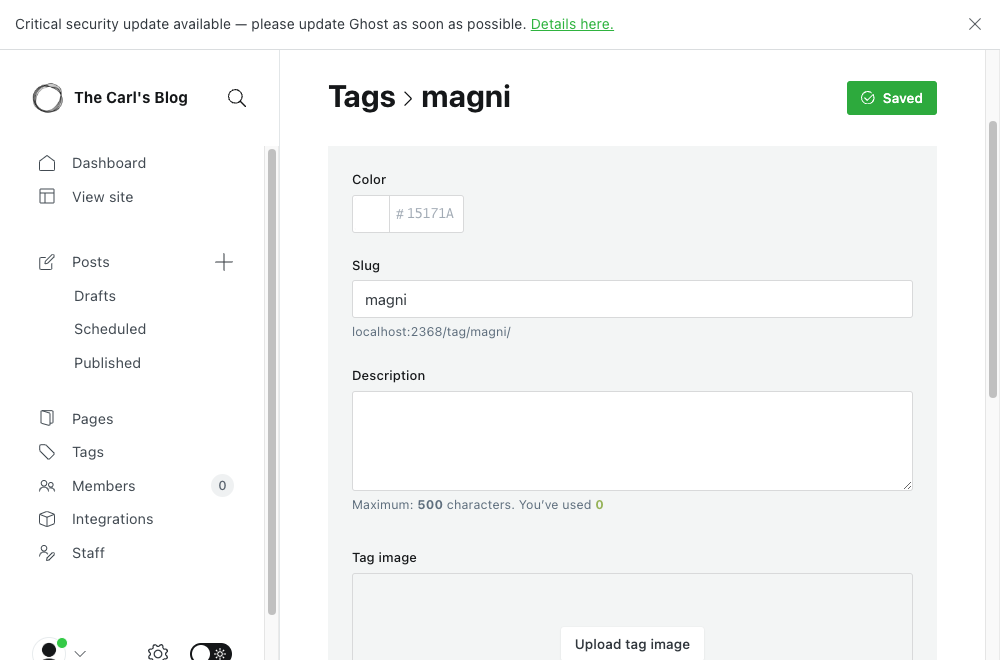 Critical security update available — please update Ghost as soon as possible. Details here.
The Carl's Blog
Dashboard
View site
Posts
Drafts
Scheduled
Published
Pages
Tags
Members 0
Integrations
Staff
Tags > magni
Saved
Color
# 15171A
Slug
magni
localhost:2368/tag/magni/
Description
Maximum: 500 characters. You've used 0
Tag image
Upload tag image